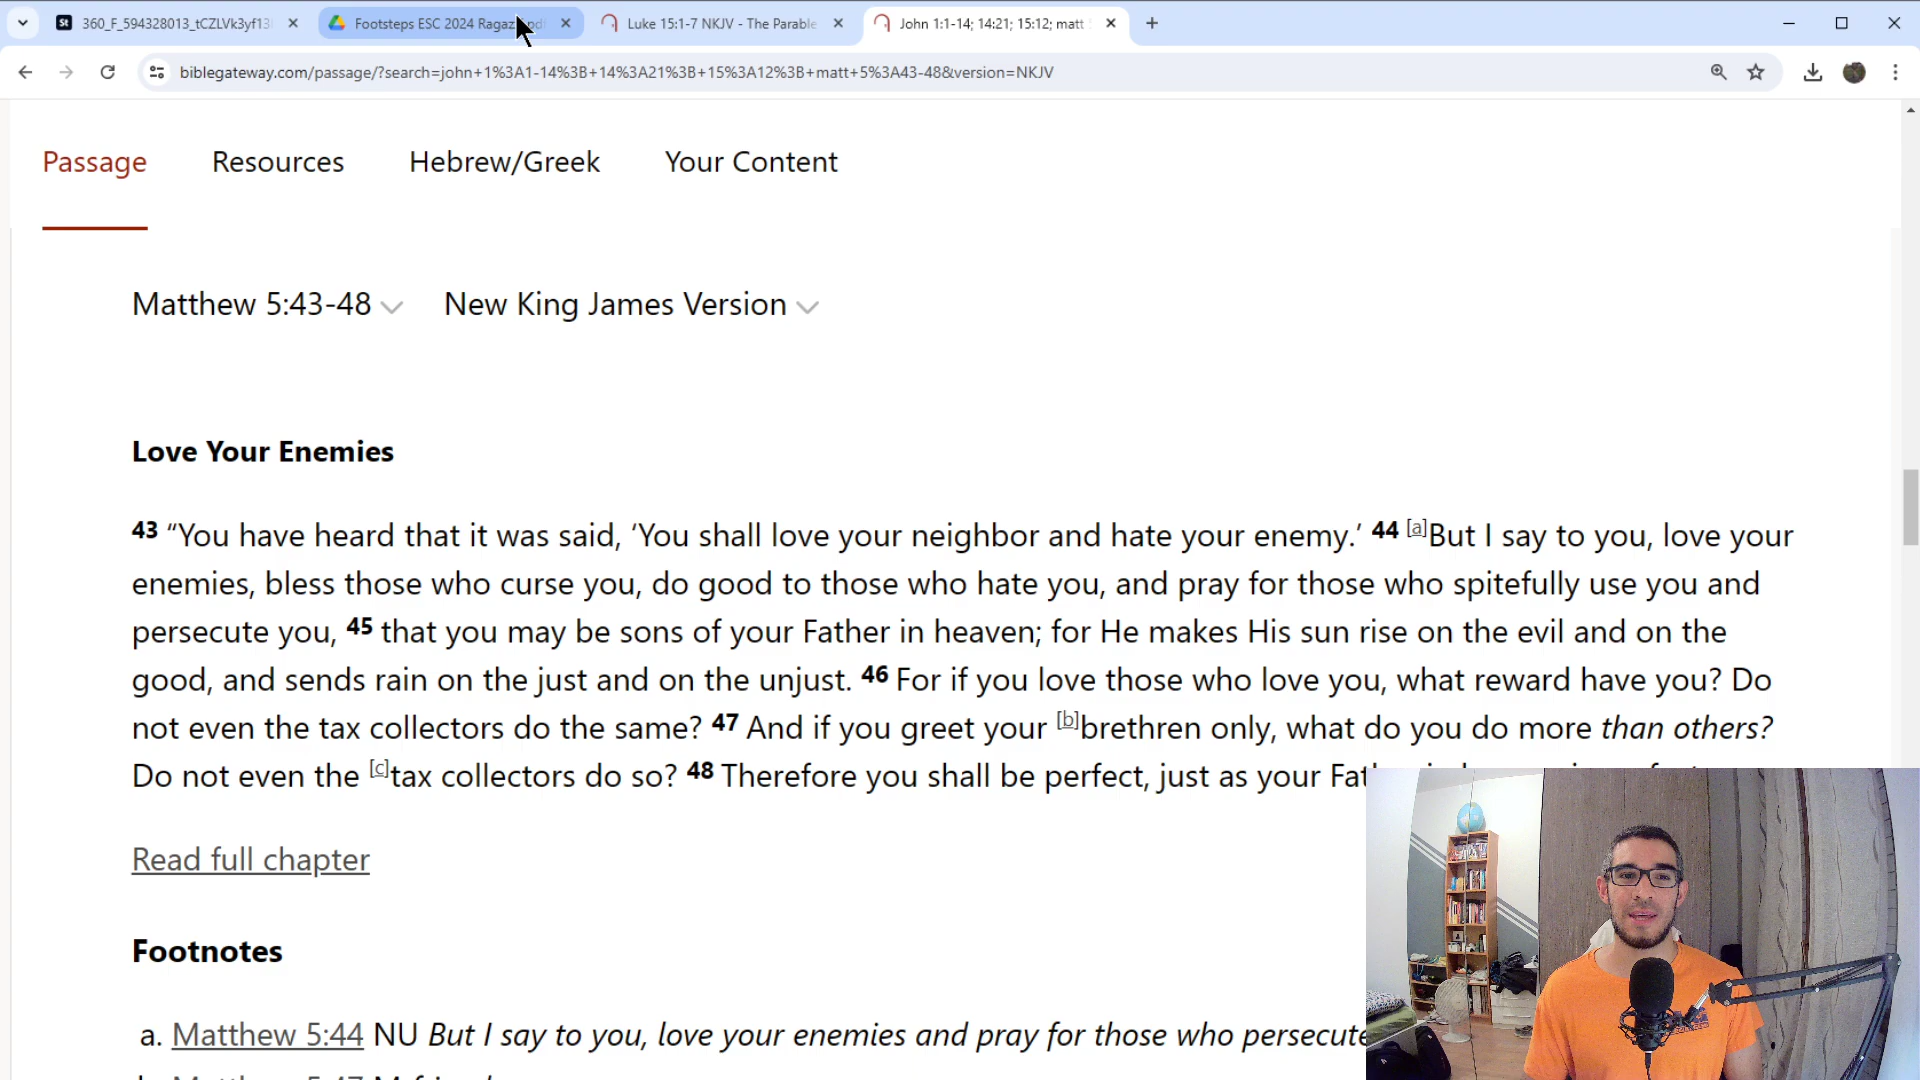 St 360_F_594328013_tCZLVk3yf13
Footsteps ESC 2024 Ragaz
Luke 15:1-7 NKJV - The Parable
John 1:1-14; 14:21; 15:12; matt
biblegateway.com/passage/?search=john+1%3A1-14%3B+14%3A21%3B+15%3A12%3B+matt+5%3A43-48&version=NKJV
Passage Resources Hebrew/Greek Your Content
Matthew 5:43-48 New King James Version
Love Your Enemies
43 “You have heard that it was said, ‘You shall love your neighbor and hate your enemy.’ 44 [a]But I say to you, love your
enemies, bless those who curse you, do good to those who hate you, and pray for those who spitefully use you and
persecute you, 45 that you may be sons of your Father in heaven; for He makes His sun rise on the evil and on the
good, and sends rain on the just and on the unjust. 46 For if you love those who love you, what reward have you? Do
not even the tax collectors do the same? 47 And if you greet your [b]brethren only, what do you do more than others?
Do not even the [c]tax collectors do so? 48 Therefore you shall be perfect, just as your
Read full chapter
Footnotes
a. Matthew 5:44 NU But I say to you, love your enemies and pray for those who persecute